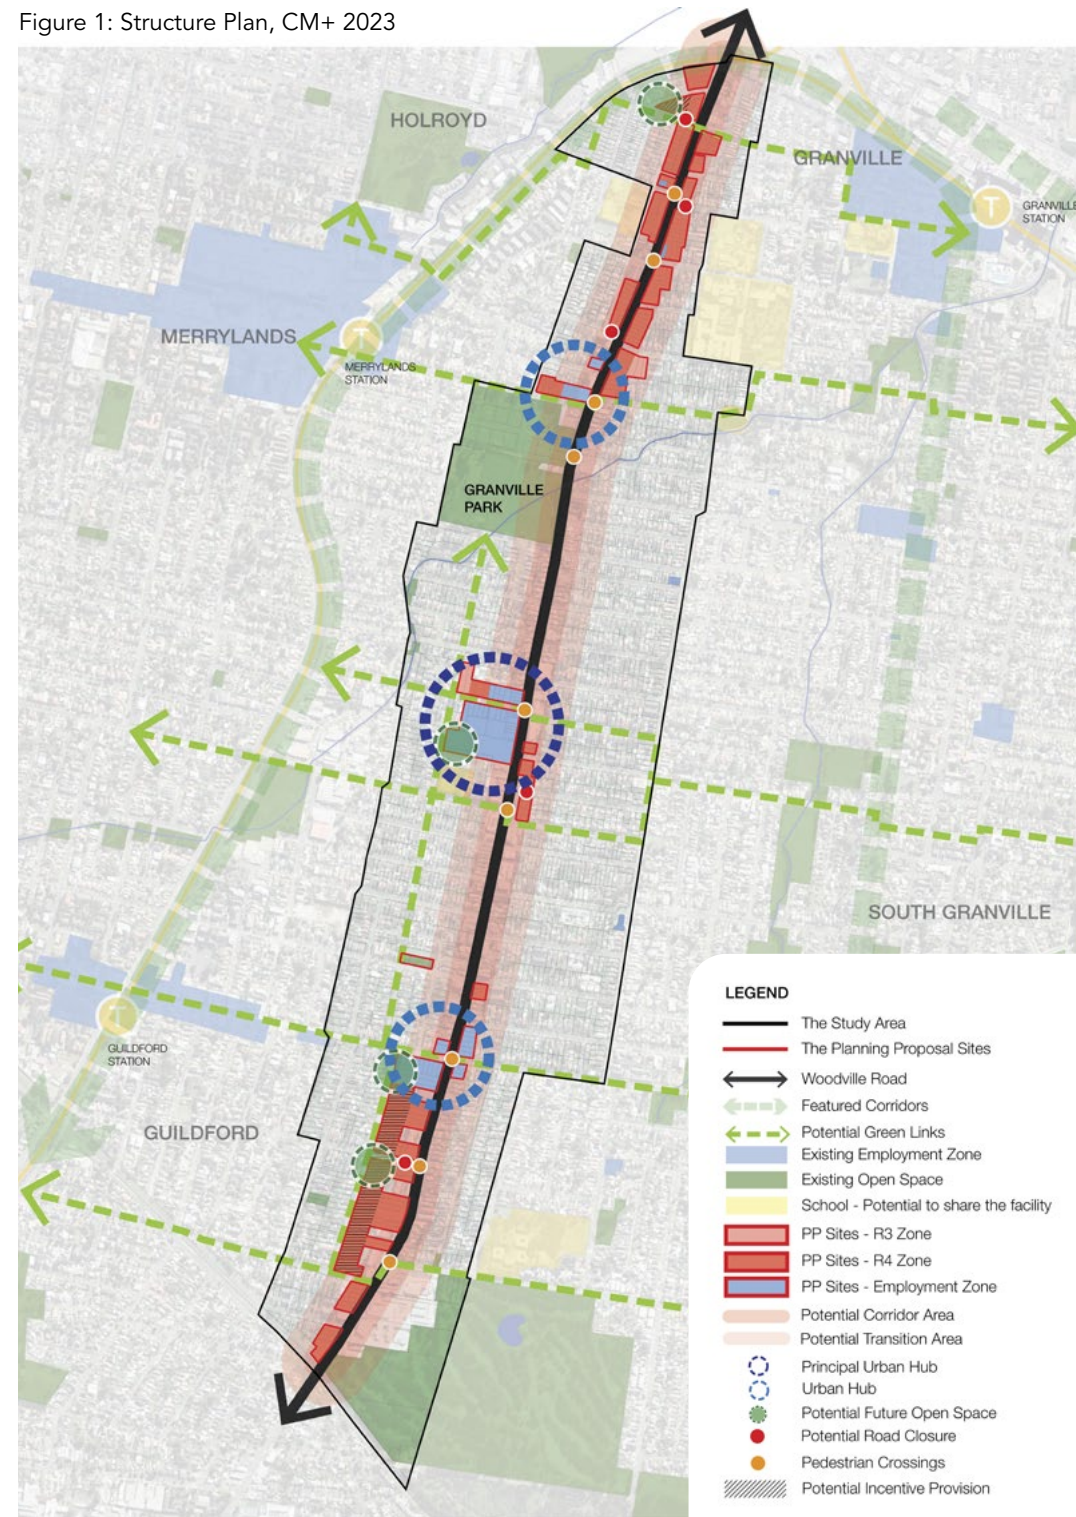 Figure 1: Structure Plan, CM+ 2023
HOLROYD
GRANVILLE
T
GRANVILLE
STATION
MERRYLANDS
T
MERRYLANDS
STATION
GRANVILLE
PARK
SOUTH GRANVILLE
T
GUILDFORD
STATION
GUILDFORD
LEGEND
The Study Area
The Planning Proposal Sites
Woodville Road
Featured Corridors
Potential Green Links
Existing Employment Zone
Existing Open Space
School - Potential to share the facility
PP Sites - R3 Zone
PP Sites - R4 Zone
PP Sites - Employment Zone
Potential Corridor Area
Potential Transition Area
Principal Urban Hub
Urban Hub
Potential Future Open Space
Potential Road Closure
Pedestrian Crossings
Potential Incentive Provision